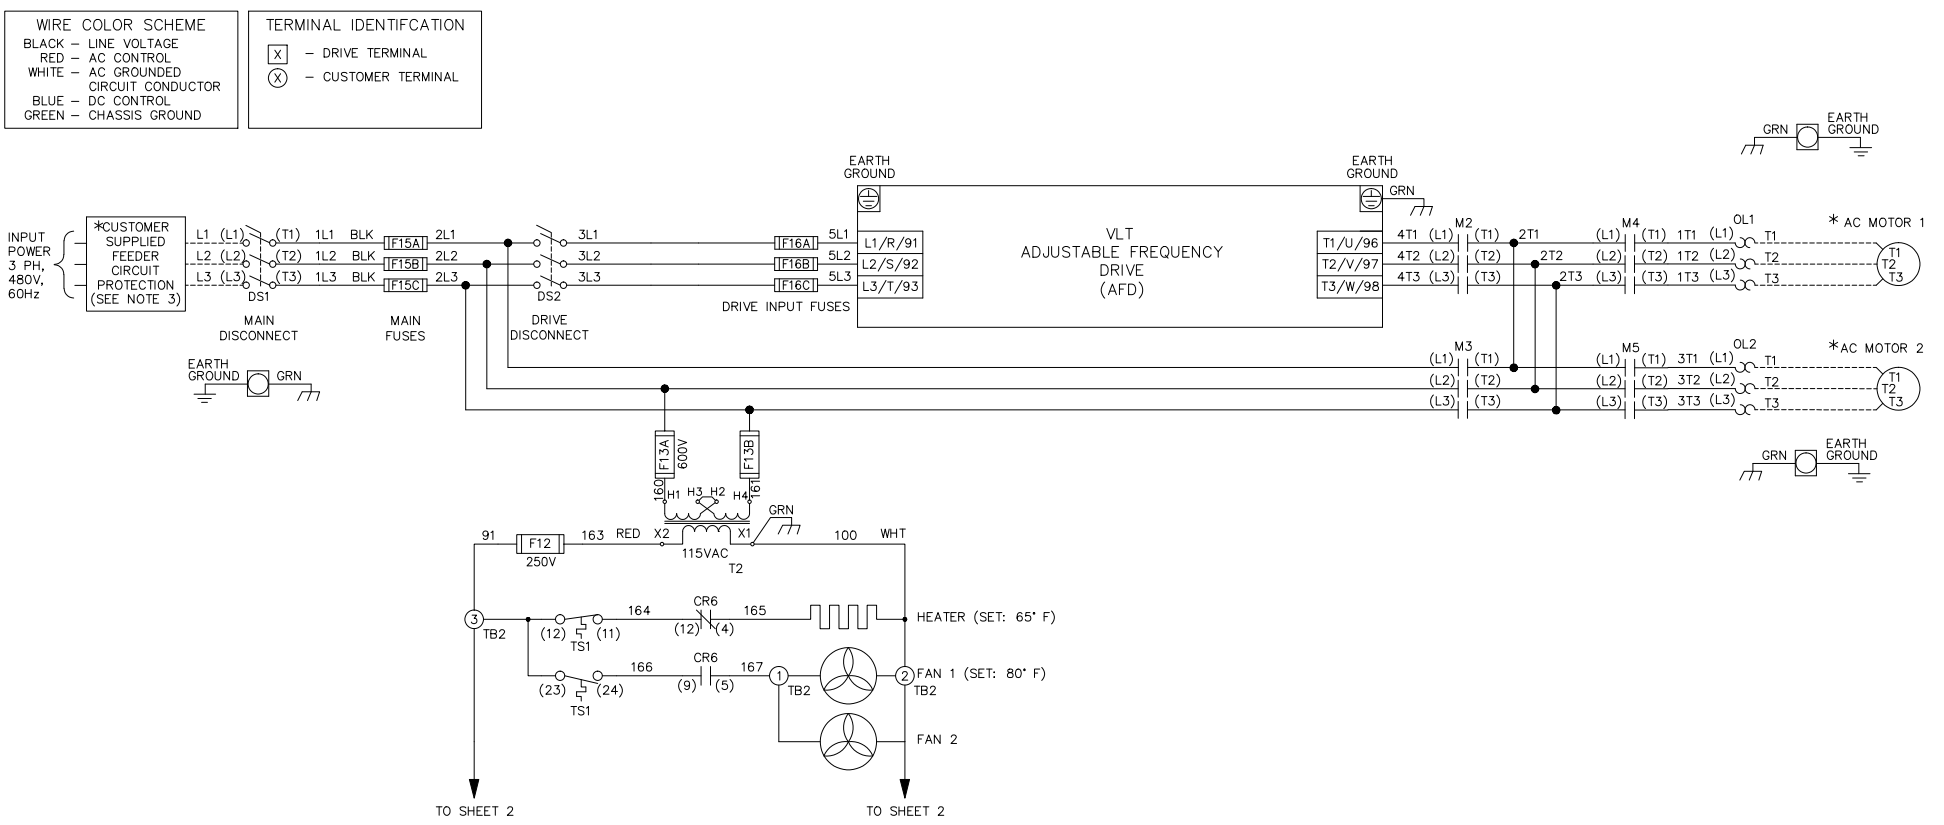 WIRE COLOR SCHEME
BLACK – LINE VOLTAGE
RED – AC CONTROL
WHITE – AC GROUNDED
CIRCUIT CONDUCTOR
BLUE – DC CONTROL
GREEN – CHASSIS GROUND
TERMINAL IDENTIFCATION
X – DRIVE TERMINAL
X – CUSTOMER TERMINAL
GRN
EARTH
GROUND
EARTH
GROUND
EARTH
GROUND
GRN
INPUT
POWER
3 PH,
480V,
60Hz
*CUSTOMER
SUPPLIED
FEEDER
CIRCUIT
PROTECTION
(SEE NOTE 3)
L1 (L1) (T1) 1L1 BLK F15A 2L1 3L1 F16A 5L1 L1/R/91
L2 (L2) (T2) 1L2 BLK F15B 2L2 3L2 F16B 5L2 L2/S/92
L3 (L3) (T3) 1L3 BLK F15C 2L3 3L3 F16C 5L3 L3/T/93
DS1
DS2
MAIN
DISCONNECT
MAIN
FUSES
DRIVE
DISCONNECT
DRIVE INPUT FUSES
VLT
ADJUSTABLE FREQUENCY
DRIVE
(AFD)
M2
M4
OL1
* AC MOTOR 1
T1/U/96 4T1 (L1) (T1) 2T1 (L1) (T1) 1T1 (L1) T1
T2/V/97 4T2 (L2) (T2) 2T2 (L2) (T2) 1T2 (L2) T2
T3/W/98 4T3 (L3) (T3) 2T3 (L3) (T3) 1T3 (L3) T3
T1
T2
T3
EARTH
GROUND
GRN
M3
M5
OL2
*AC MOTOR 2
(L1) (T1) (L1) (T1) 3T1 (L1) T1
(L2) (T2) (L2) (T2) 3T2 (L2) T2
(L3) (T3) (L3) (T3) 3T3 (L3) T3
T1
T2
T3
GRN
EARTH
GROUND
F13A
600V
F13B
160
161
H1 H3 H2 H4
GRN
91
F12
250V
163 RED X2
X1
100 WHT
115VAC
T2
3
TB2
(12) (11)
TS1
164
CR6
(12) (4)
165
HEATER (SET: 65° F)
(23) (24)
TS1
166
CR6
(9) (5)
167
1
TB2
2
TB2
FAN 1 (SET: 80° F)
FAN 2
TO SHEET 2
TO SHEET 2